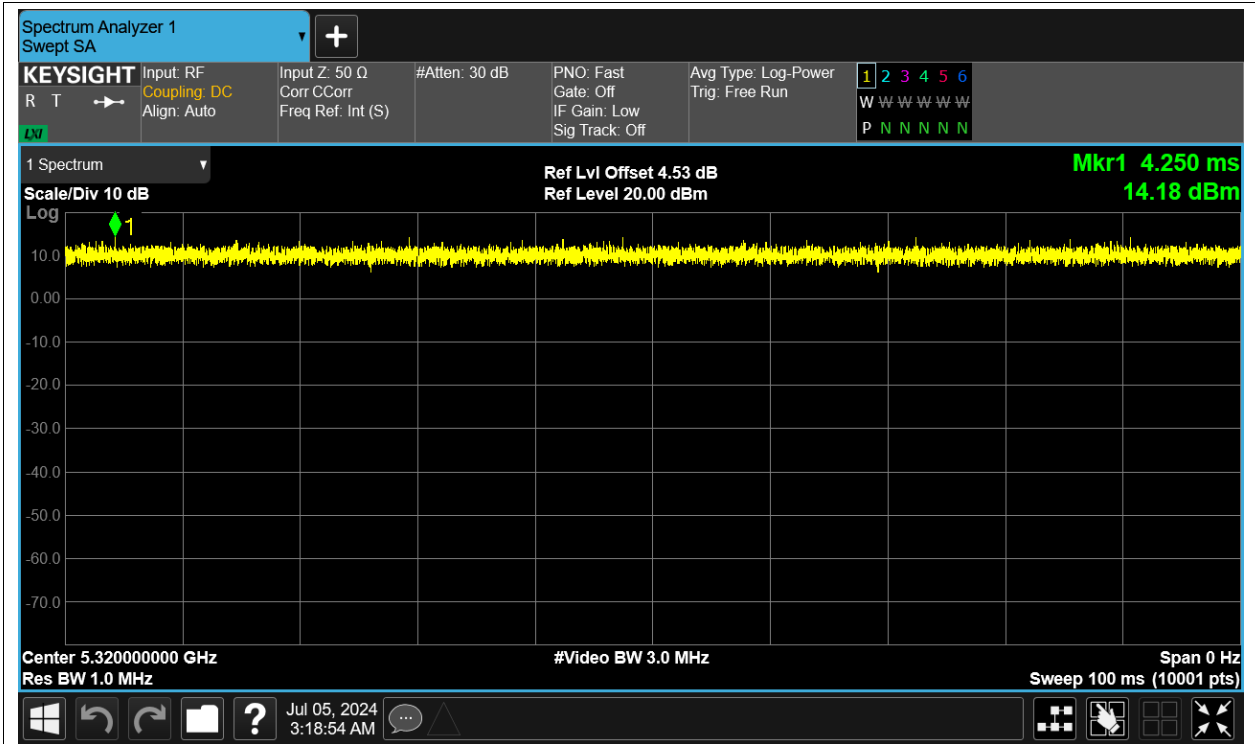 Spectrum Analyzer 1
Swept SA
KEYSIGHT
R T
LXI
Input: RF
Coupling: DC
Align: Auto
Input Z: 50 Ω
Corr CCorr
Freq Ref: Int (S)
#Atten: 30 dB
PNO: Fast
Gate: Off
IF Gain: Low
Sig Track: Off
Avg Type: Log-Power
Trig: Free Run
1 2 3 4 5 6
W W W W W W
P N N N N N
1 Spectrum
Scale/Div 10 dB
Log
Ref Lvl Offset 4.53 dB
Ref Level 20.00 dBm
Mkr1 4.250 ms
14.18 dBm
1
10.0
0.00
-10.0
-20.0
-30.0
-40.0
-50.0
-60.0
-70.0
Center 5.320000000 GHz
Res BW 1.0 MHz
#Video BW 3.0 MHz
Span 0 Hz
Sweep 100 ms (10001 pts)
?
Jul 05, 2024
3:18:54 AM